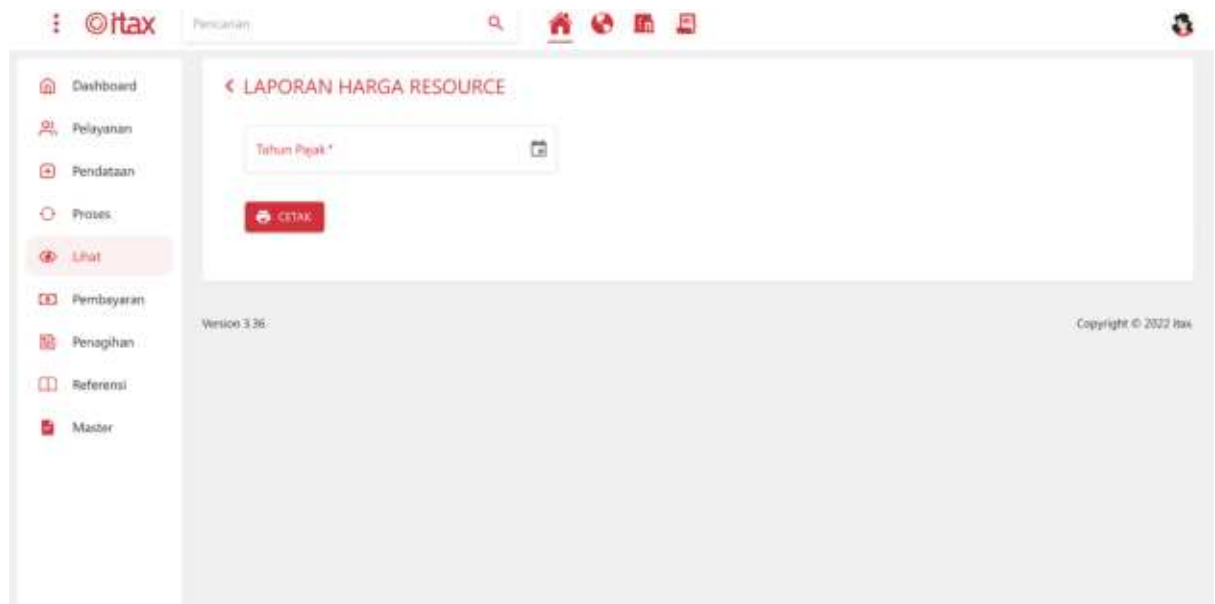 itax
Pencarian
Dashboard
Pelayanan
Pendataan
Proses
Lihat
Pembayaran
Penagihan
Referensi
Master
LAPORAN HARGA RESOURCE
Tahun Pajak *
CETAK
Version 3.36
Copyright © 2022 itax